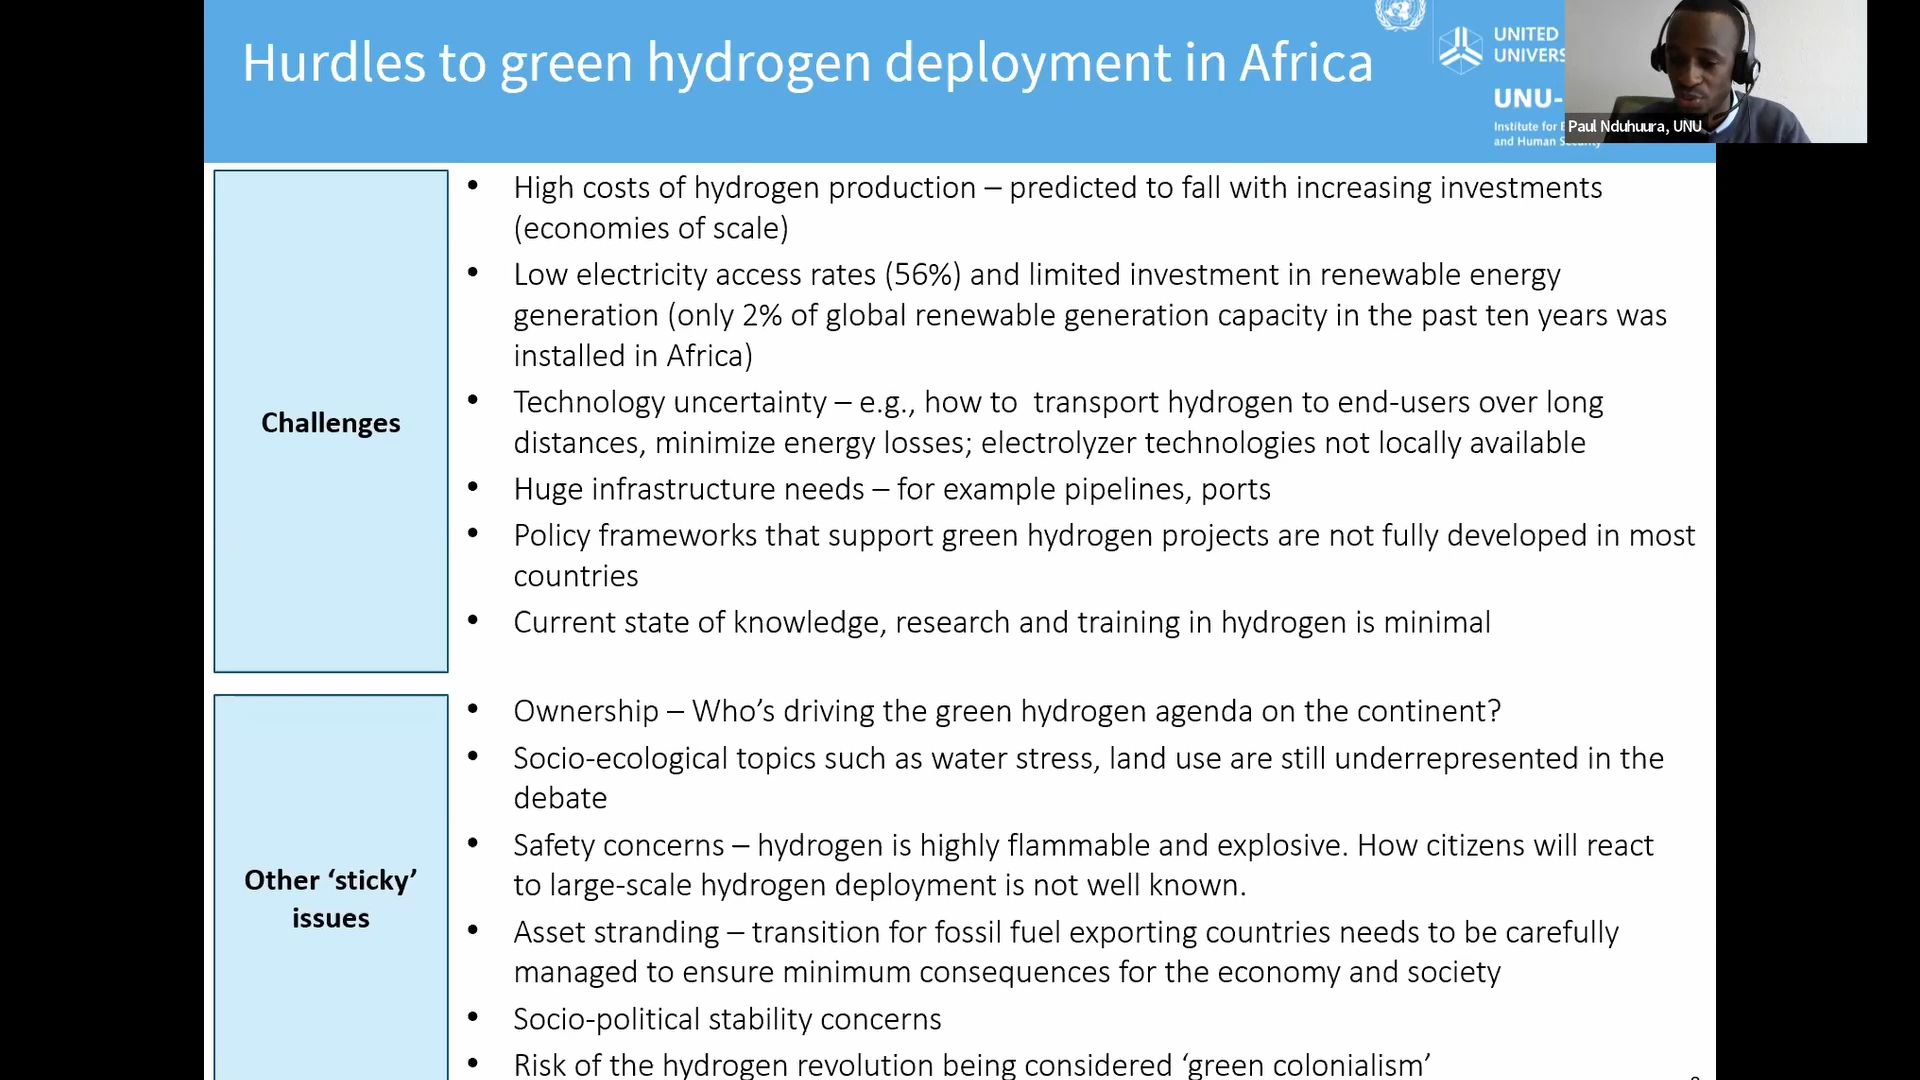 Hurdles to green hydrogen deployment in Africa
UNITED
UNIVERS
UNU-
Institute for E
and Human Security
Paul Nduhuura, UNU
Challenges
• High costs of hydrogen production – predicted to fall with increasing investments
(economies of scale)
• Low electricity access rates (56%) and limited investment in renewable energy
generation (only 2% of global renewable generation capacity in the past ten years was
installed in Africa)
• Technology uncertainty – e.g., how to  transport hydrogen to end-users over long
distances, minimize energy losses; electrolyzer technologies not locally available
• Huge infrastructure needs – for example pipelines, ports
• Policy frameworks that support green hydrogen projects are not fully developed in most
countries
• Current state of knowledge, research and training in hydrogen is minimal
Other ‘sticky’
issues
• Ownership – Who’s driving the green hydrogen agenda on the continent?
• Socio-ecological topics such as water stress, land use are still underrepresented in the
debate
• Safety concerns – hydrogen is highly flammable and explosive. How citizens will react
to large-scale hydrogen deployment is not well known.
• Asset stranding – transition for fossil fuel exporting countries needs to be carefully
managed to ensure minimum consequences for the economy and society
• Socio-political stability concerns
• Risk of the hydrogen revolution being considered ‘green colonialism’